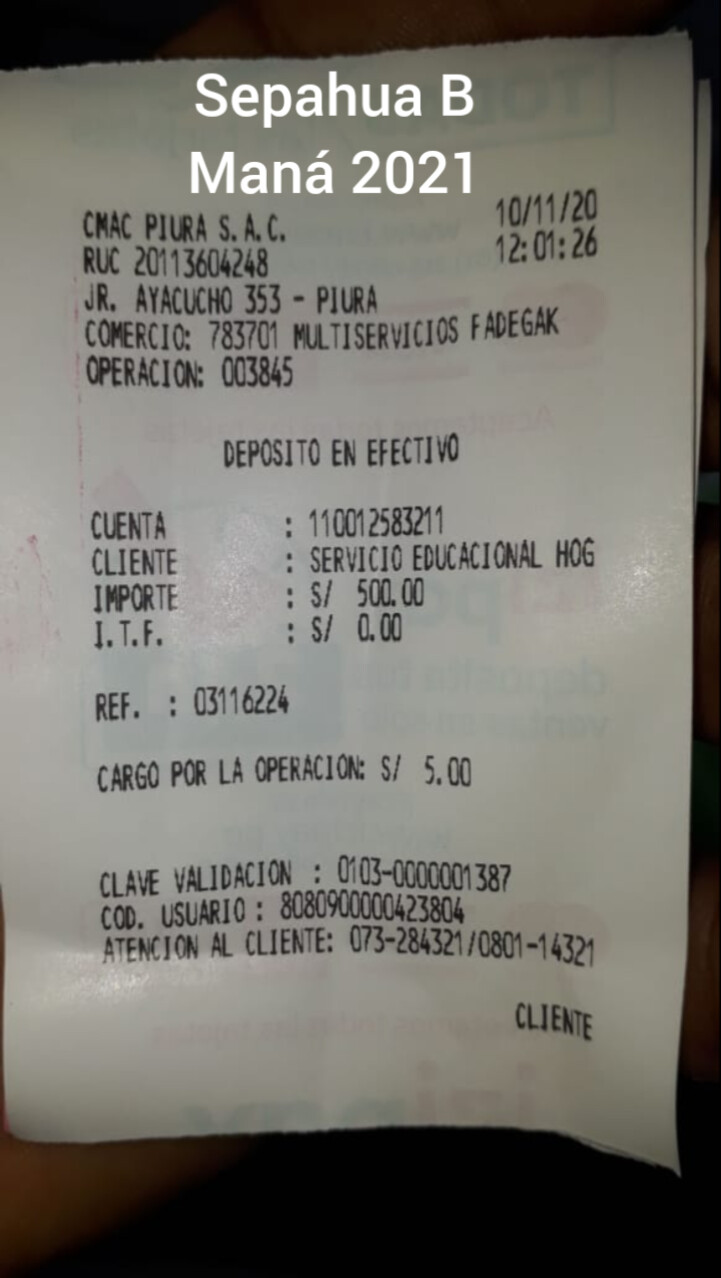 Sepahua B
Maná 2021
CMAC PIURA S.A.C. 10/11/20
RUC 20113604248 12:01:26
JR. AYACUCHO 353 - PIURA
COMERCIO: 783701 MULTISERVICIOS FADEGAK
OPERACION: 003845
DEPOSITO EN EFECTIVO
CUENTA : 110012583211
CLIENTE : SERVICIO EDUCACIONAL HOG
IMPORTE : S/ 500.00
I.T.F. : S/ 0.00
REF. : 03116224
CARGO POR LA OPERACION: S/ 5.00
CLAVE VALIDACION : 0103-0000001387
COD. USUARIO : 8080900000423804
ATENCION AL CLIENTE: 073-284321/0801-14321
CLIENTE